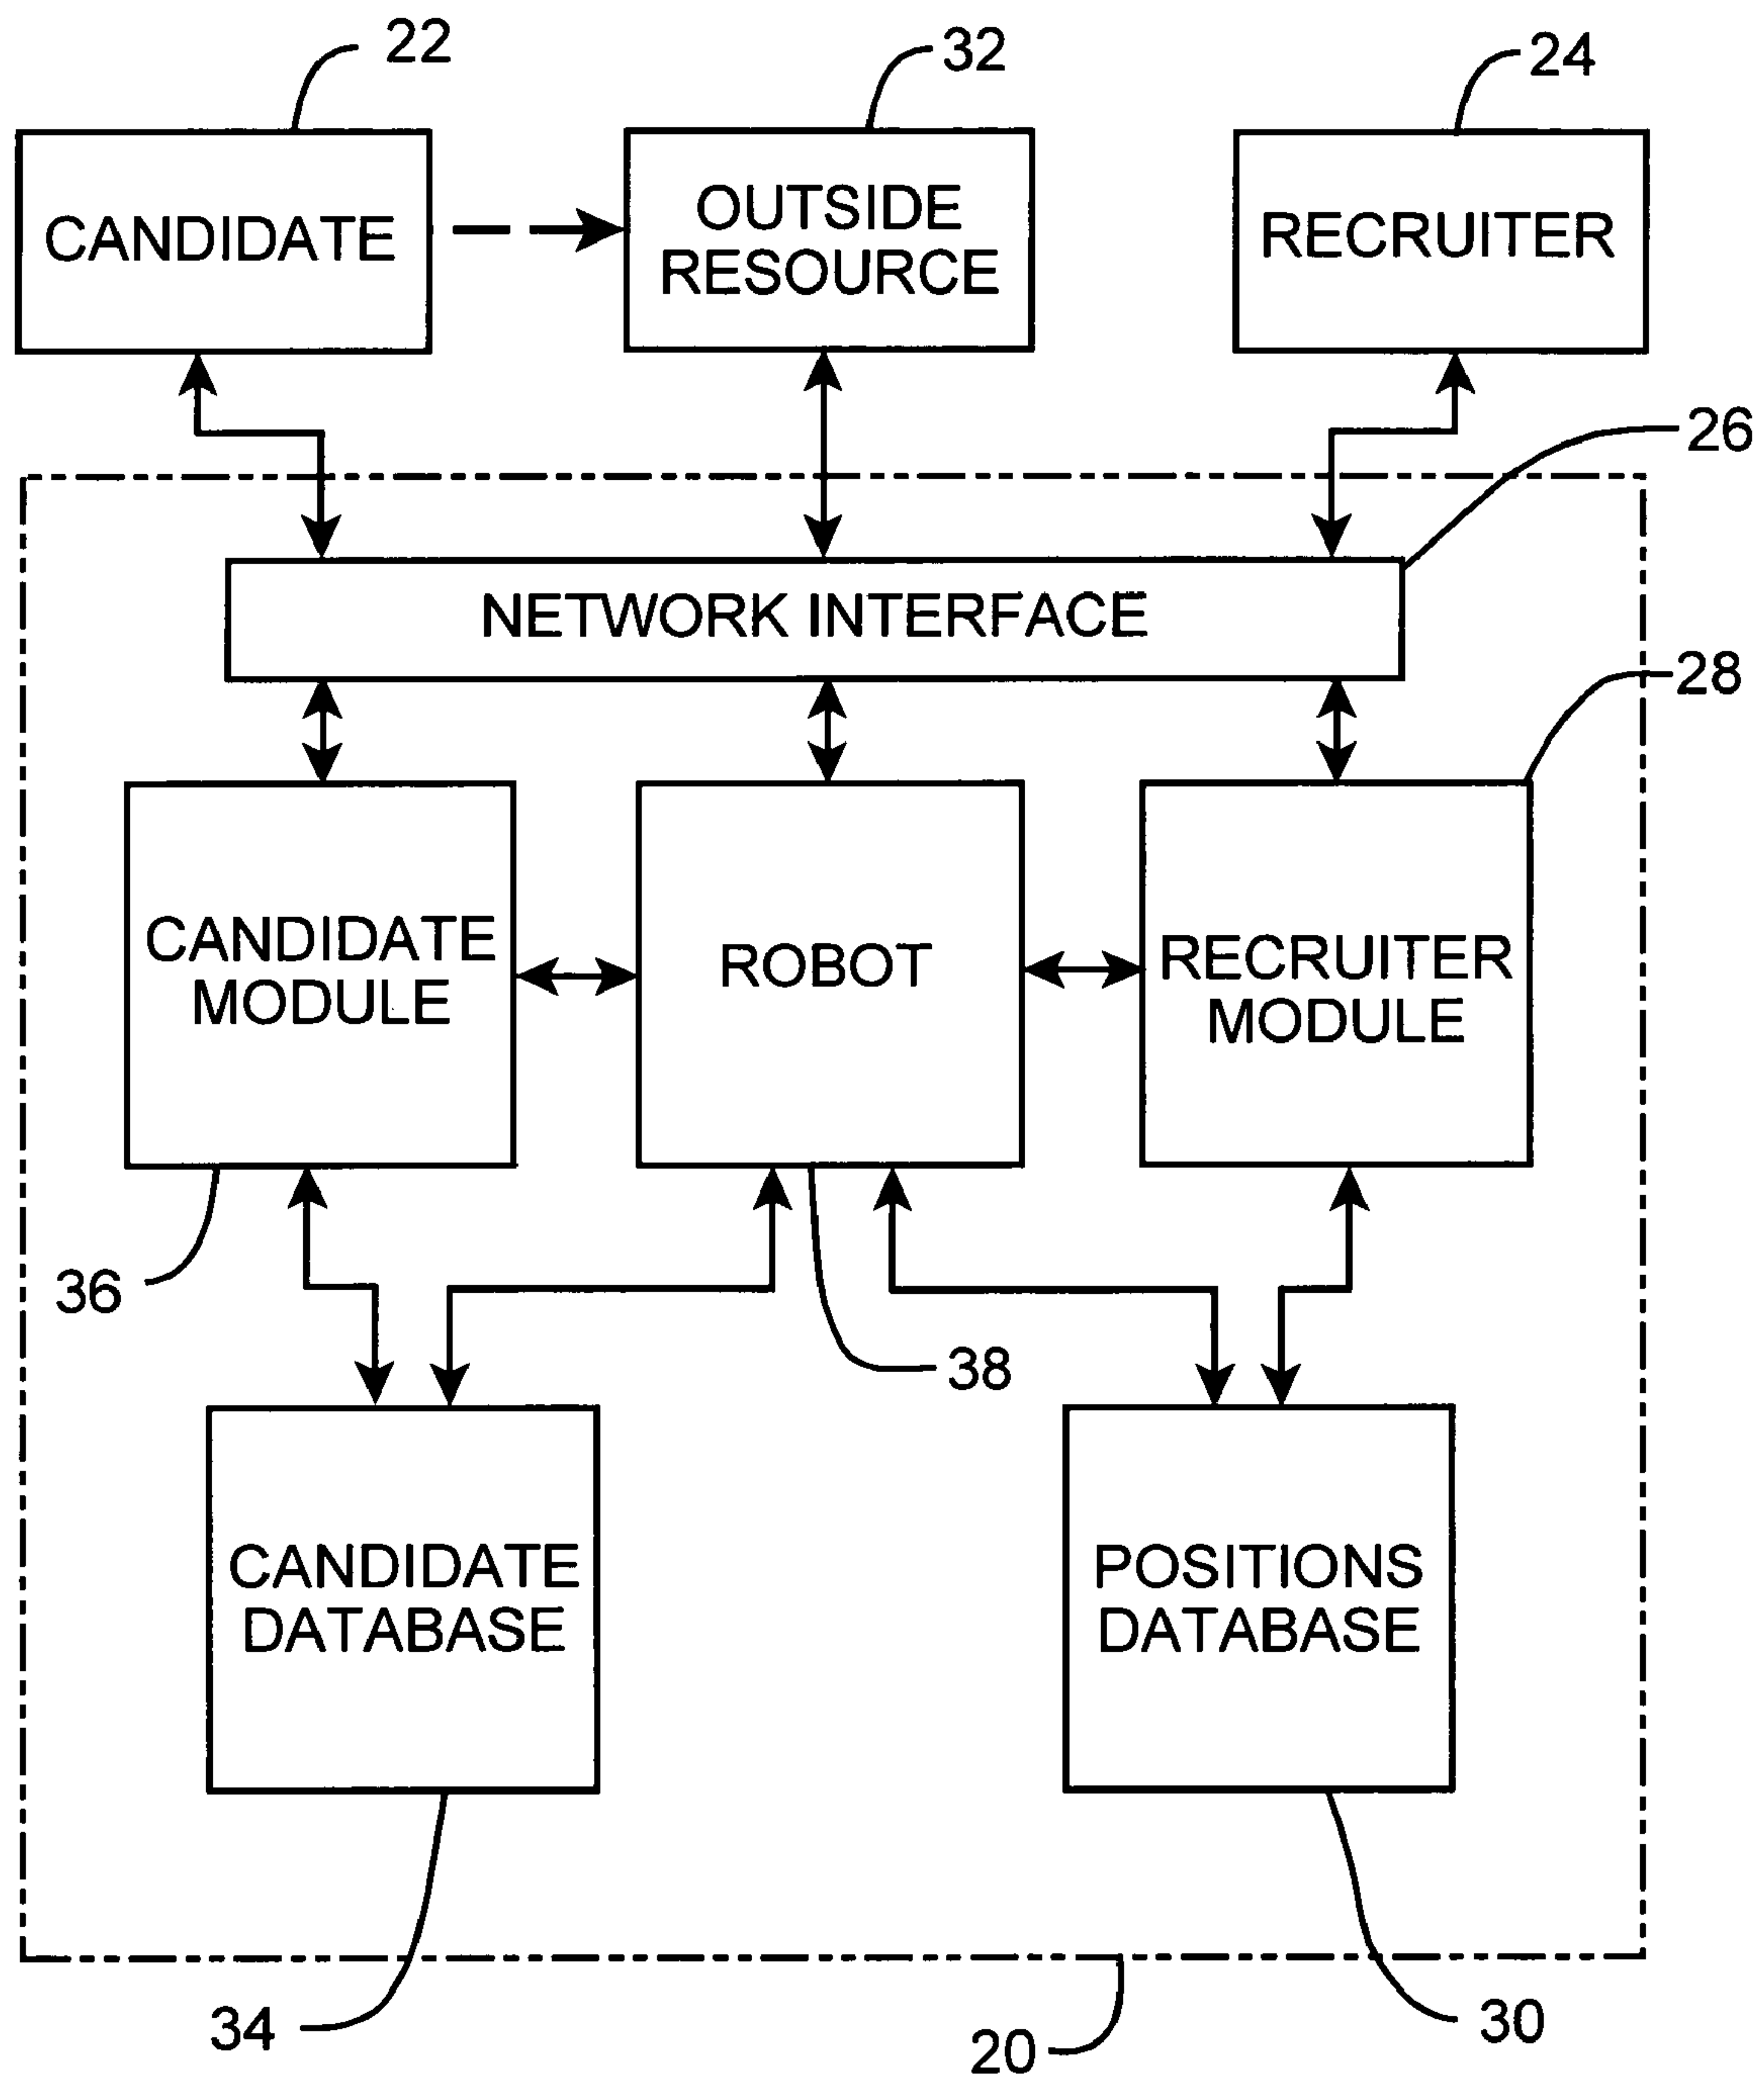 22
32
24
CANDIDATE
OUTSIDE
RESOURCE
RECRUITER
26
NETWORK INTERFACE
28
CANDIDATE
MODULE
ROBOT
RECRUITER
MODULE
36
38
CANDIDATE
DATABASE
POSITIONS
DATABASE
34
20
30